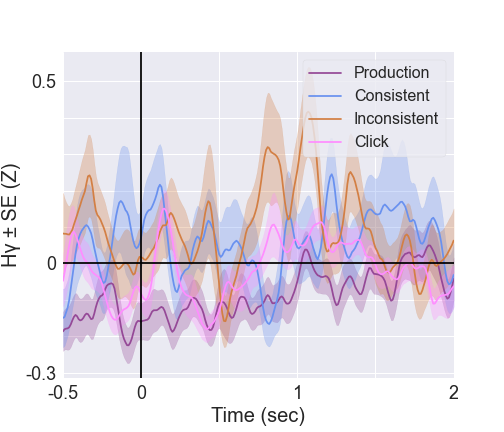 Production
Consistent
Inconsistent
Click
0.5
0
-0.3
-0.5
0
1
2
Time (sec)
Hγ ± SE (Z)